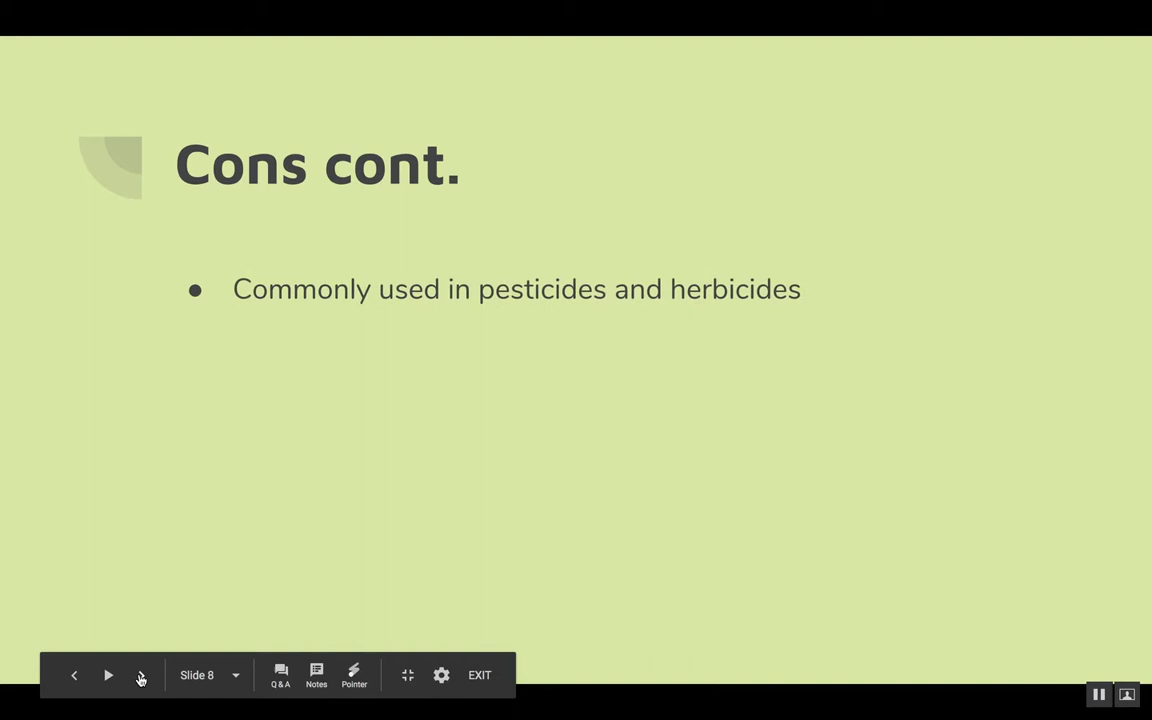 Cons cont.
● Commonly used in pesticides and herbicides
Slide 8
Q & A
Notes
Pointer
EXIT